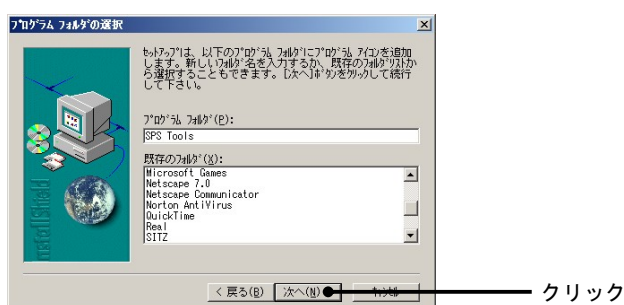 ﾌﾟﾛｸﾞﾗﾑ ﾌｫﾙﾀﾞの選択
ｾｯﾄｱｯﾌﾟは、以下のﾌﾟﾛｸﾞﾗﾑ ﾌｫﾙﾀﾞにﾌﾟﾛｸﾞﾗﾑ ｱｲｺﾝを追加
します。新しいﾌｫﾙﾀﾞ名を入力するか、既存のﾌｫﾙﾀﾞﾘｽﾄか
ら選択することもできます。[次へ]ﾎﾞﾀﾝをｸﾘｯｸして続行
して下さい。
ﾌﾟﾛｸﾞﾗﾑ ﾌｫﾙﾀﾞ(P):
SPS Tools
既存のﾌｫﾙﾀﾞ(X):
Microsoft Games
Netscape 7.0
Netscape Communicator
Norton AntiVirus
QuickTime
Real
SITZ
InstallShield
< 戻る(B)
次へ(N)
ｷｬﾝｾﾙ
クリック